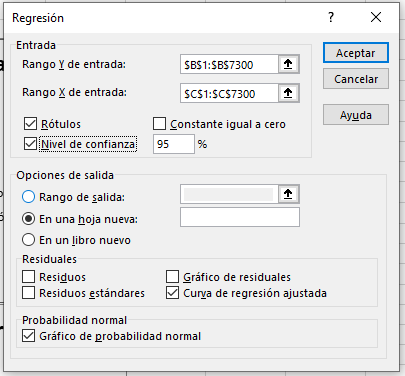 Regresión
? ×
Entrada
Rango Y de entrada: $B$1:$B$7300
Aceptar
Cancelar
Rango X de entrada: $C$1:$C$7300
Ayuda
Rótulos Constante igual a cero
Nivel de confianza 95 %
Opciones de salida
Rango de salida:
En una hoja nueva:
En un libro nuevo
Residuales
Residuos Gráfico de residuales
Residuos estándares Curva de regresión ajustada
Probabilidad normal
Gráfico de probabilidad normal